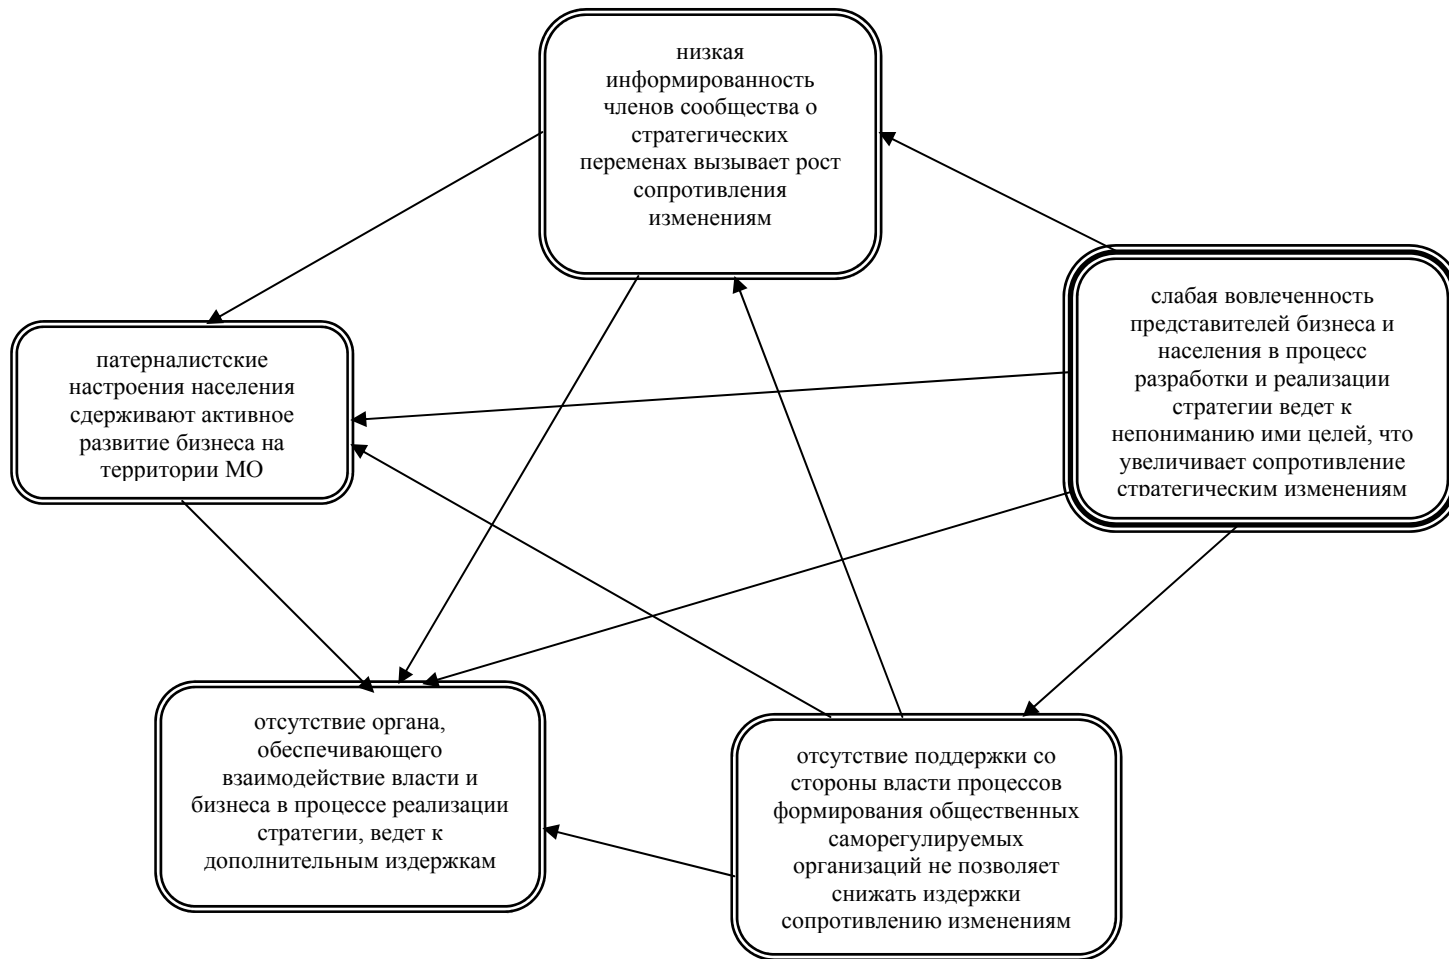 низкая
информированность
членов сообщества о
стратегических
переменах вызывает рост
сопротивления
изменениям
слабая вовлеченность
представителей бизнеса и
населения в процесс
разработки и реализации
стратегии ведет к
непониманию ими целей, что
увеличивает сопротивление
стратегическим изменениям
патерналистские
настроения населения
сдерживают активное
развитие бизнеса на
территории МО
отсутствие органа,
обеспечивающего
взаимодействие власти и
бизнеса в процессе реализации
стратегии, ведет к
дополнительным издержкам
отсутствие поддержки со
стороны власти процессов
формирования общественных
саморегулируемых
организаций не позволяет
снижать издержки
сопротивлению изменениям